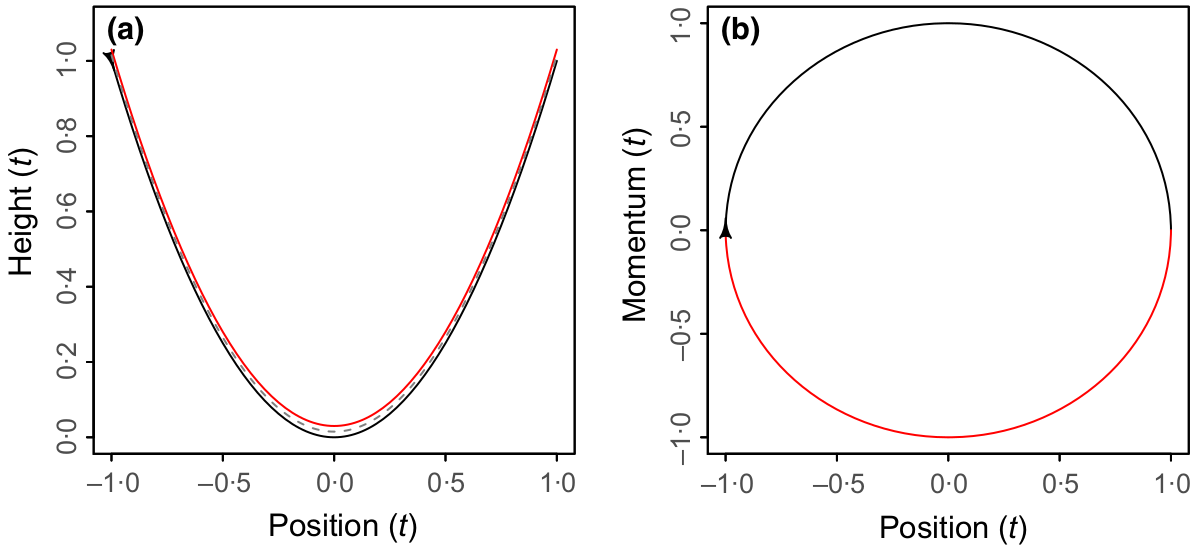 (a)
Height (t)
1·0
0·8
0·6
0·4
0·2
0·0
–1·0 –0·5 0·0 0·5 1·0
Position (t)
(b)
Momentum (t)
1·0
0·5
0·0
–0·5
–1·0
–1·0 –0·5 0·0 0·5 1·0
Position (t)